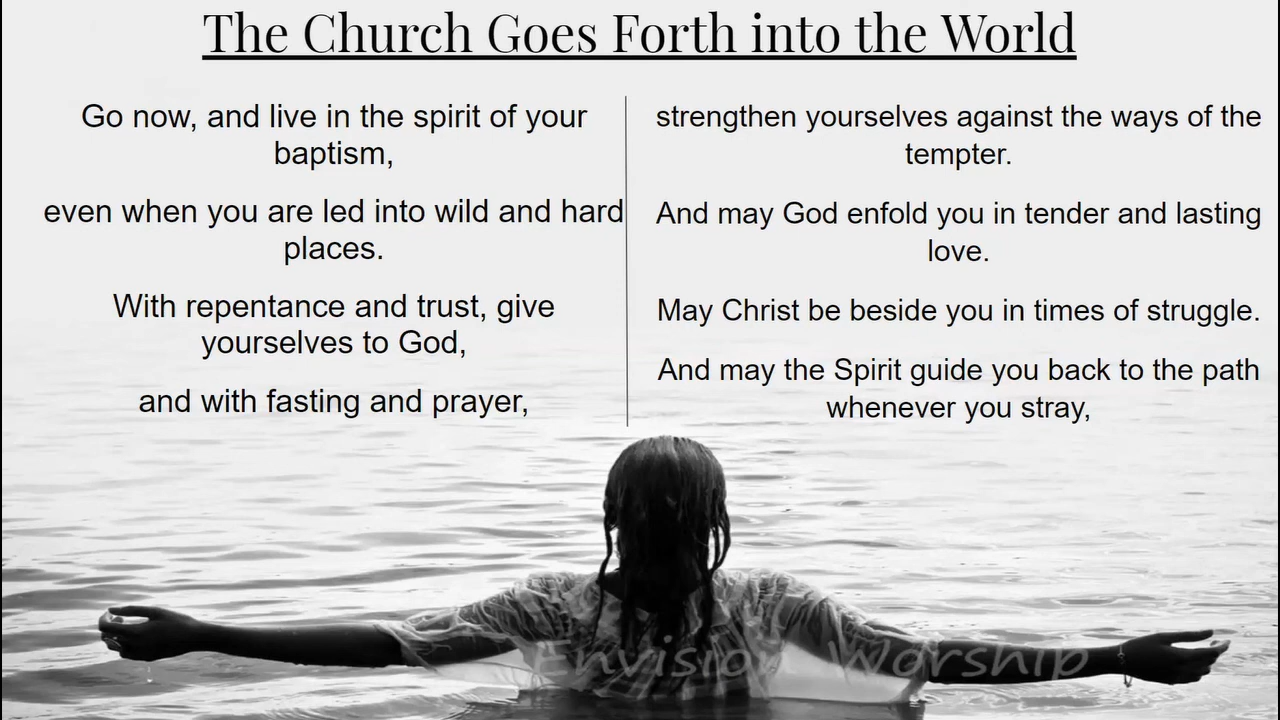 The Church Goes Forth into the World
Go now, and live in the spirit of your
baptism,
even when you are led into wild and hard
places.
With repentance and trust, give
yourselves to God,
and with fasting and prayer,
strengthen yourselves against the ways of the
tempter.
And may God enfold you in tender and lasting
love.
May Christ be beside you in times of struggle.
And may the Spirit guide you back to the path
whenever you stray,
Envision Worship